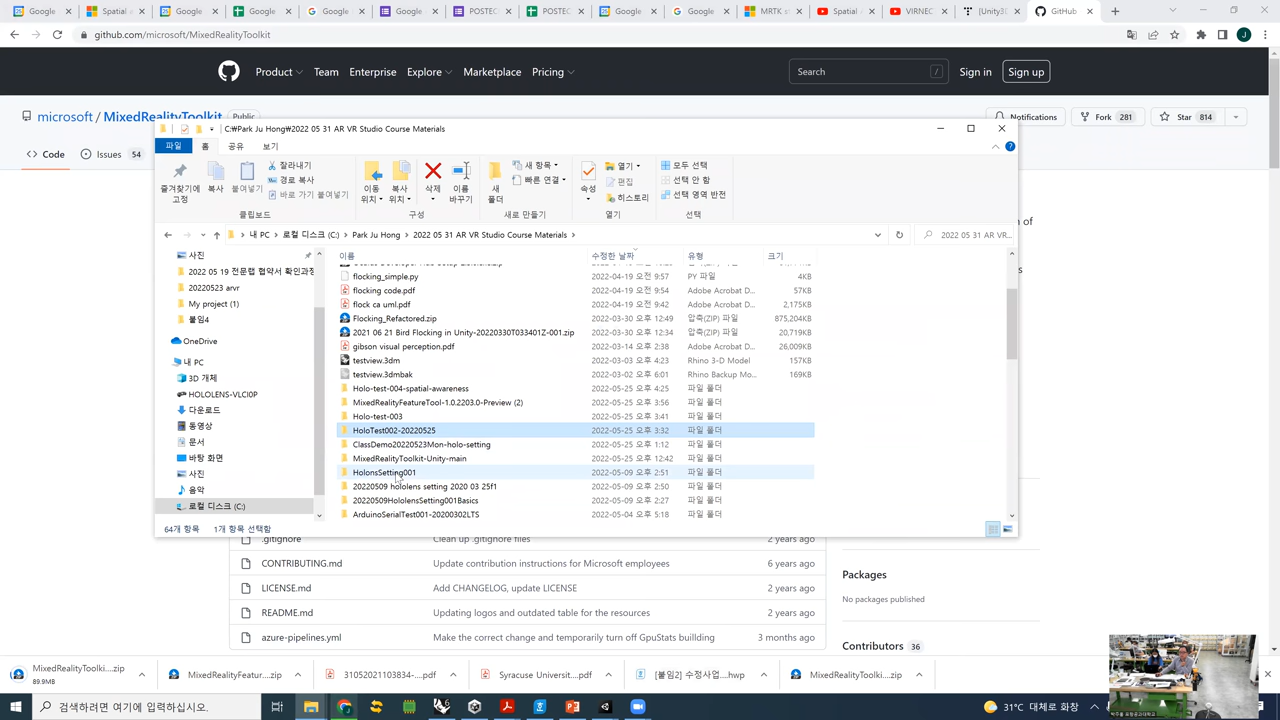 Google
Spatial A
Google
Google
Google
Google
Google
POSTEC
POSTEC
Google
Google
MRTK st
Spatial A
VIRNEC
[Unity3D
GitHub
github.com/microsoft/MixedRealityToolkit
J
Product
Team
Enterprise
Explore
Marketplace
Pricing
Search
/
Sign in
Sign up
microsoft / MixedRealityToolkit
Public
Notifications
Fork 281
Star 814
Code
Issues 54
C:₩Park Ju Hong₩2022 05 31 AR VR Studio Course Materials
파일
홈
공유
보기
즐겨찾기에 고정
복사
붙여넣기
잘라내기
경로 복사
바로 가기 붙여넣기
이동 위치
복사 위치
삭제
이름 바꾸기
새 폴더
새 항목
빠른 연결
속성
열기
편집
히스토리
모두 선택
선택 안 함
선택 영역 반전
클립보드
구성
새로 만들기
열기
선택
내 PC > 로컬 디스크 (C:) > Park Ju Hong > 2022 05 31 AR VR Studio Course Materials >
2022 05 31 AR VR...
사진
2022 05 19 전문랩 협약서 확인과정
20220523 arvr
My project (1)
붙임4
OneDrive
내 PC
3D 개체
HOLOLENS-VLCI0P
다운로드
동영상
문서
바탕 화면
사진
음악
로컬 디스크 (C:)
이름 수정한 날짜 유형 크기
flocking_simple.py 2022-04-19 오전 9:57 PY 파일 4KB
flocking code.pdf 2022-04-19 오전 9:54 Adobe Acrobat D... 57KB
flock ca uml.pdf 2022-04-19 오전 9:42 Adobe Acrobat D... 2,175KB
Flocking_Refactored.zip 2022-03-30 오후 12:49 압축(ZIP) 파일 875,204KB
2021 06 21 Bird Flocking in Unity-20220330T033401Z-001.zip 2022-03-30 오후 12:34 압축(ZIP) 파일 20,719KB
gibson visual perception.pdf 2022-03-14 오후 2:38 Adobe Acrobat D... 26,009KB
testview.3dm 2022-03-03 오후 4:23 Rhino 3-D Model 157KB
testview.3dmbak 2022-03-02 오후 6:01 Rhino Backup Mo... 169KB
Holo-test-004-spatial-awareness 2022-05-25 오후 4:25 파일 폴더
MixedRealityFeatureTool-1.0.2203.0-Preview (2) 2022-05-25 오후 3:56 파일 폴더
Holo-test-003 2022-05-25 오후 3:41 파일 폴더
HoloTest002-20220525 2022-05-25 오후 3:32 파일 폴더
ClassDemo20220523Mon-holo-setting 2022-05-25 오후 1:12 파일 폴더
MixedRealityToolkit-Unity-main 2022-05-25 오후 12:42 파일 폴더
HolonsSetting001 2022-05-09 오후 2:51 파일 폴더
20220509 hololens setting 2020 03 25f1 2022-05-09 오후 2:50 파일 폴더
20220509HololensSetting001Basics 2022-05-09 오후 2:27 파일 폴더
ArduinoSerialTest001-20200302LTS 2022-05-04 오후 5:18 파일 폴더
64개 항목 1개 항목 선택함
.gitignore Clean up .gitignore files 2 years ago
CONTRIBUTING.md Update contribution instructions for Microsoft employees 6 years ago
LICENSE.md Add CHANGELOG, update LICENSE 2 years ago
README.md Updating logos and outdated table for the resources 2 years ago
azure-pipelines.yml Make the correct change and temporarily turn off GpuStats buillding 3 months ago
Packages
No packages published
Contributors 36
MixedRealityToolki....zip
89.9MB
MixedRealityFeatur....zip
31052021103834-....pdf
Syracuse Universit....pdf
[붙임2] 수정사업....hwp
MixedRealityToolki....zip
검색하려면 여기에 입력하십시오.
31°C 대체로 화창